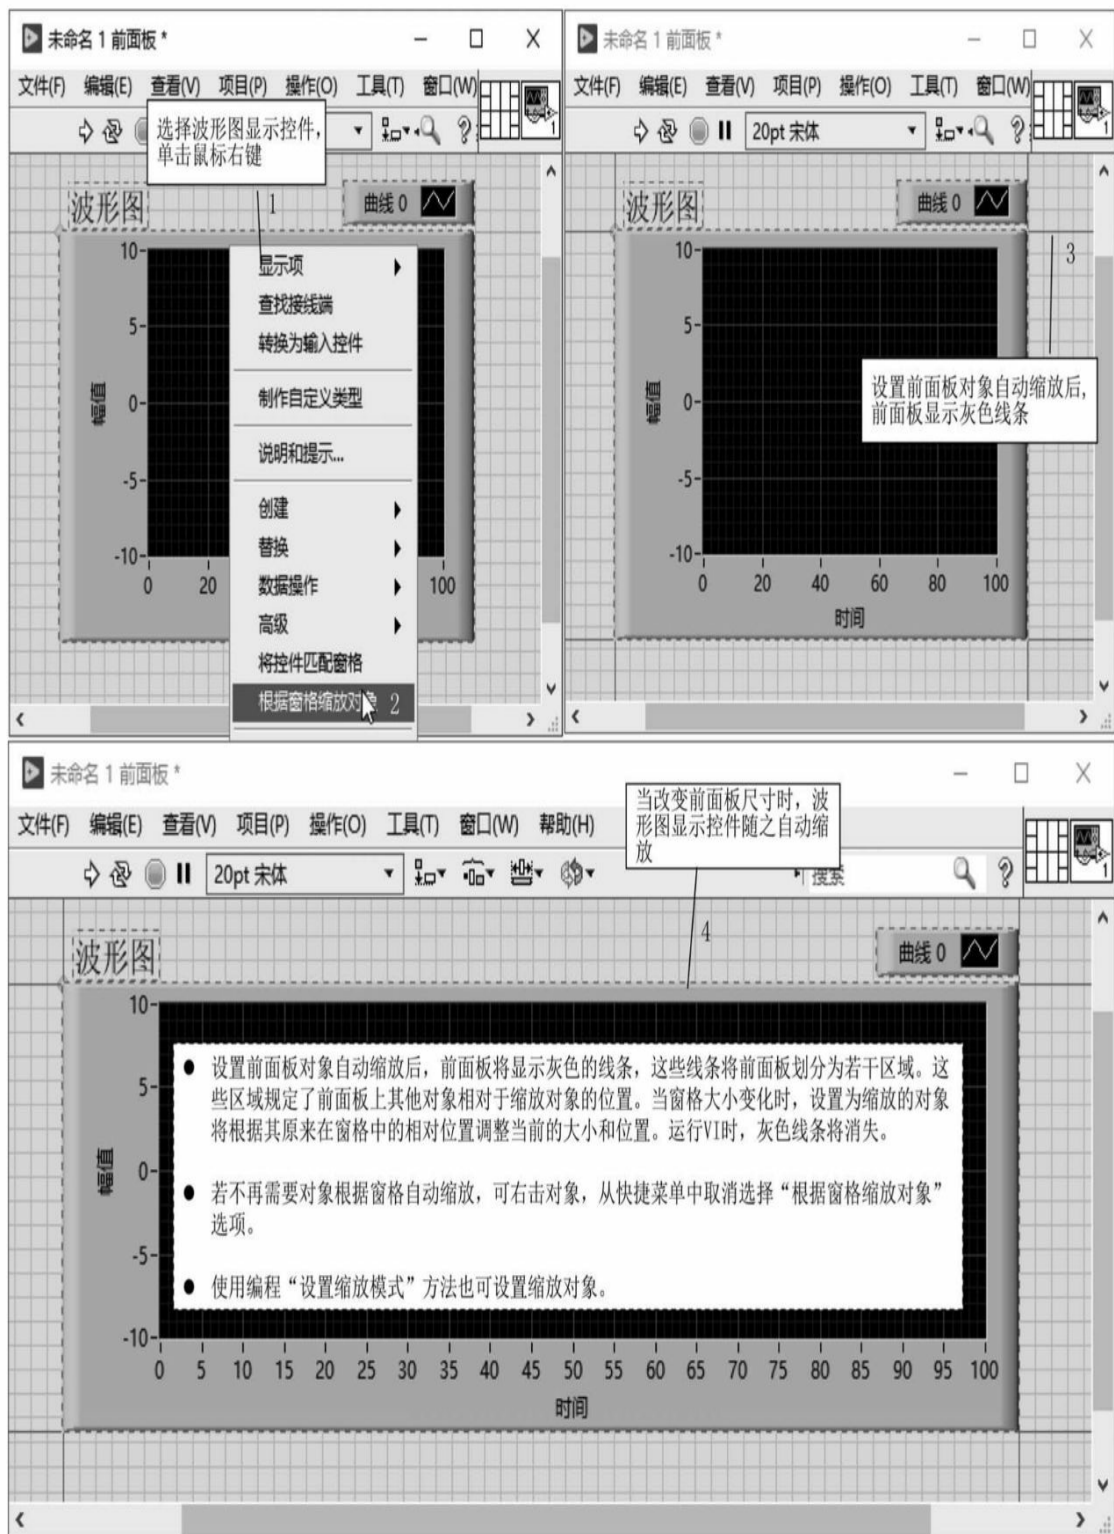 未命名 1 前面板 *
文件(F) 编辑(E) 查看(V) 项目(P) 操作(O) 工具(T) 窗口(W)
选择波形图显示控件，
单击鼠标右键
1
1
波形图
曲线 0
10
5
0
-5
-10
幅值
0 20 100
显示项
查找接线端
转换为输入控件
制作自定义类型
说明和提示...
创建
替换
数据操作
高级
将控件匹配窗格
根据窗格缩放对象 2
未命名 1 前面板 *
文件(F) 编辑(E) 查看(V) 项目(P) 操作(O) 工具(T) 窗口(W)
20pt 宋体
1
波形图
曲线 0
3
10
5
0
-5
-10
幅值
设置前面板对象自动缩放后，
前面板显示灰色线条
0 20 40 60 80 100
时间
未命名 1 前面板 *
文件(F) 编辑(E) 查看(V) 项目(P) 操作(O) 工具(T) 窗口(W) 帮助(H)
当改变前面板尺寸时，波
形图显示控件随之自动缩
放
20pt 宋体
搜索
1
4
波形图
曲线 0
10
5
0
-5
-10
幅值
● 设置前面板对象自动缩放后，前面板将显示灰色的线条，这些线条将前面板划分为若干区域。这
些区域规定了前面板上其他对象相对于缩放对象的位置。当窗格大小变化时，设置为缩放的对象
将根据其原来在窗格中的相对位置调整当前的大小和位置。运行VI时，灰色线条将消失。
● 若不再需要对象根据窗格自动缩放，可右击对象，从快捷菜单中取消选择“根据窗格缩放对象”
选项。
● 使用编程“设置缩放模式”方法也可设置缩放对象。
0 5 10 15 20 25 30 35 40 45 50 55 60 65 70 75 80 85 90 95 100
时间